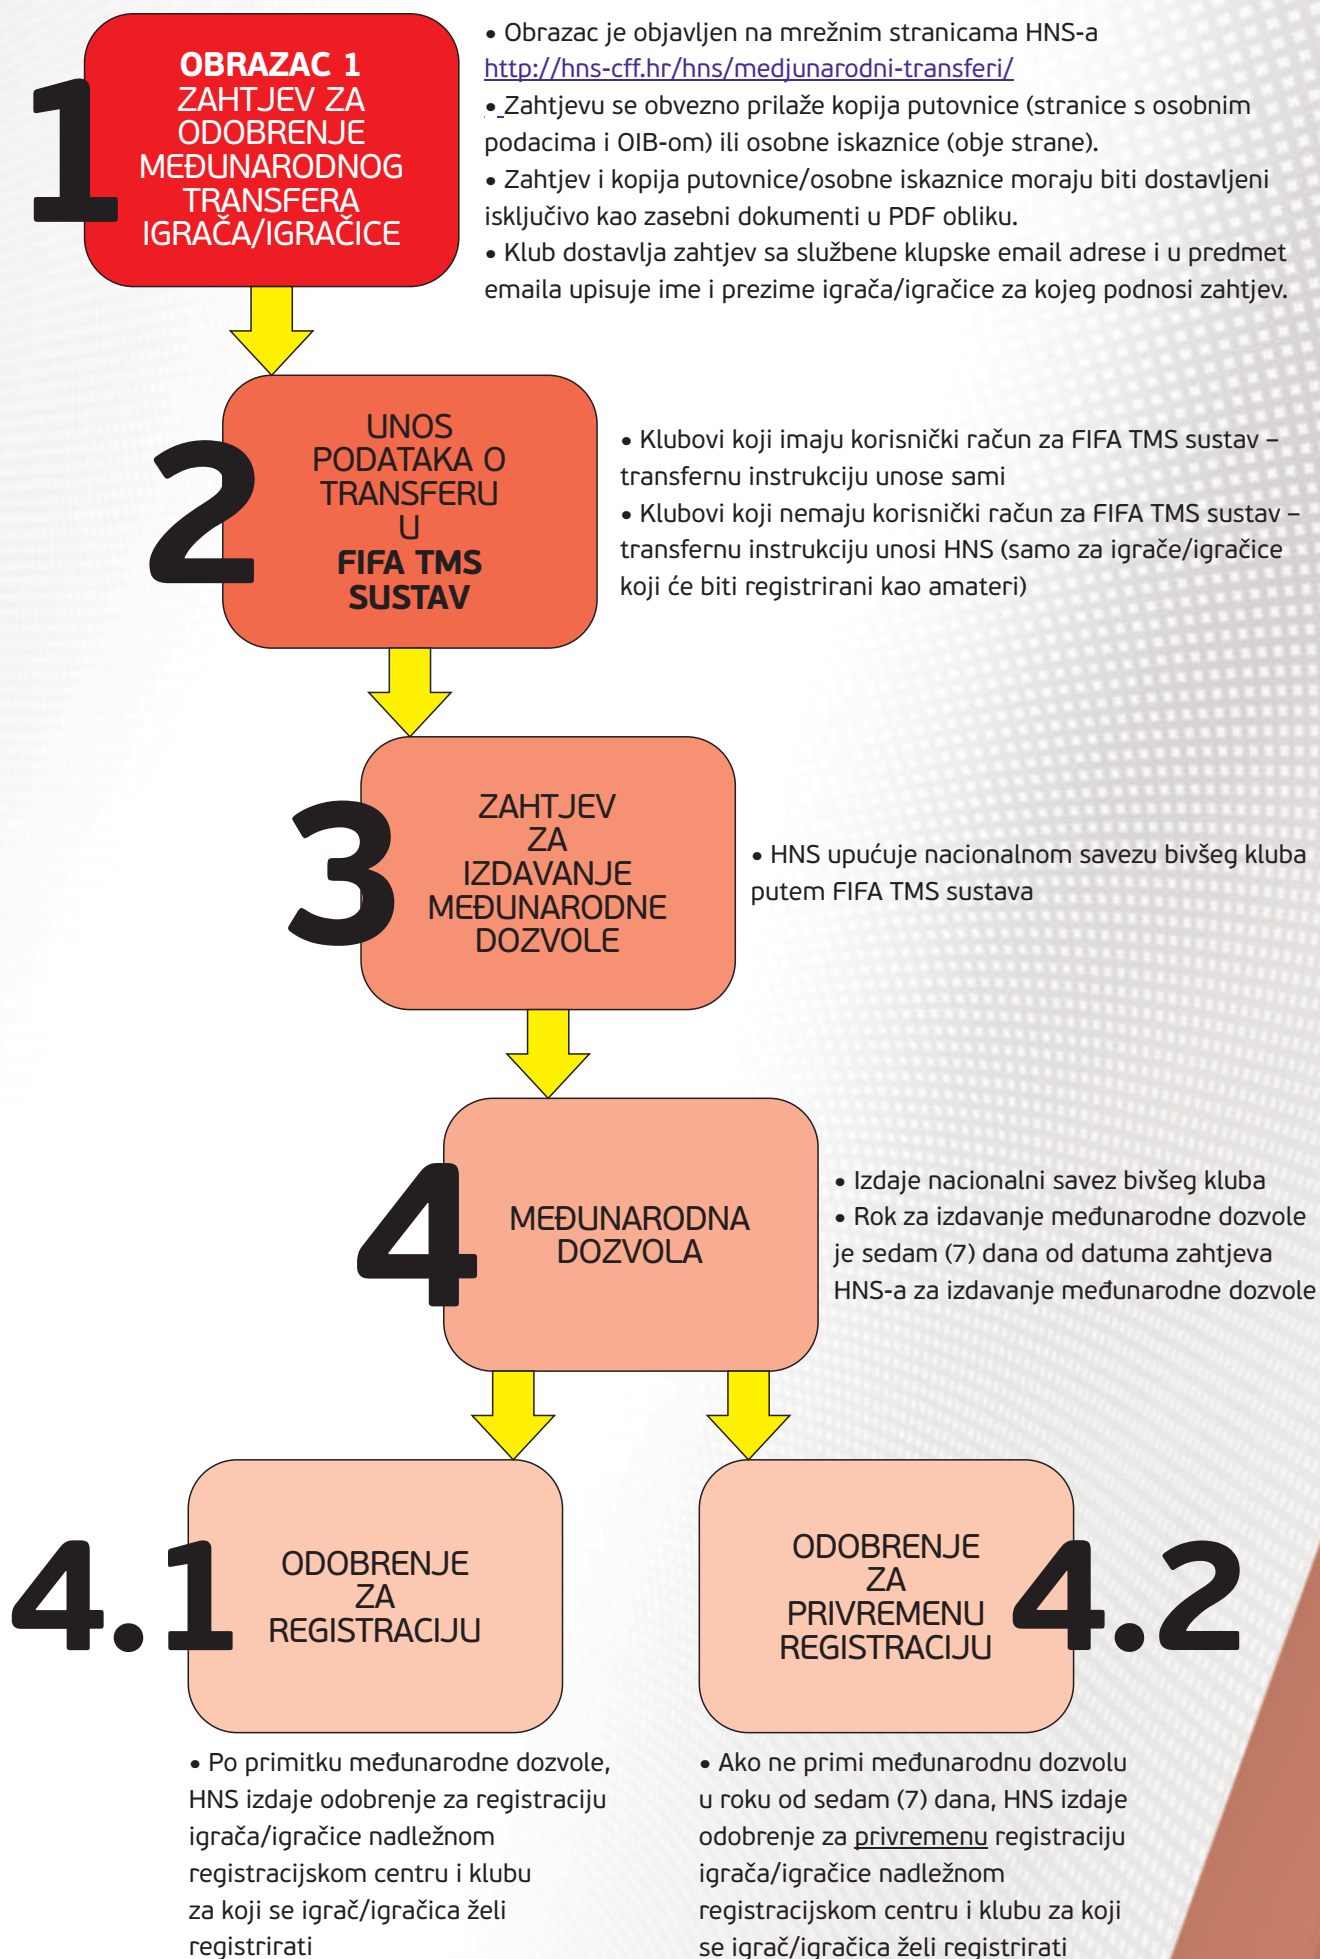 1
OBRAZAC 1
ZAHTJEV ZA
ODOBRENJE
MEĐUNARODNOG
TRANSFERA
IGRAČA/IGRAČICE
• Obrazac je objavljen na mrežnim stranicama HNS-a
http://hns-cff.hr/hns/medjunarodni-transferi/
• Zahtjevu se obvezno prilaže kopija putovnice (stranice s osobnim
podacima i OIB-om) ili osobne iskaznice (obje strane).
• Zahtjev i kopija putovnice/osobne iskaznice moraju biti dostavljeni
isključivo kao zasebni dokumenti u PDF obliku.
• Klub dostavlja zahtjev sa službene klupske email adrese i u predmet
emaila upisuje ime i prezime igrača/igračice za kojeg podnosi zahtjev.
2
UNOS
PODATAKA O
TRANSFERU
U
FIFA TMS
SUSTAV
• Klubovi koji imaju korisnički račun za FIFA TMS sustav –
transfernu instrukciju unose sami
• Klubovi koji nemaju korisnički račun za FIFA TMS sustav –
transfernu instrukciju unosi HNS (samo za igrače/igračice
koji će biti registrirani kao amateri)
3
ZAHTJEV
ZA
IZDAVANJE
MEĐUNARODNE
DOZVOLE
• HNS upućuje nacionalnom savezu bivšeg kluba
putem FIFA TMS sustava
4
MEĐUNARODNA
DOZVOLA
• Izdaje nacionalni savez bivšeg kluba
• Rok za izdavanje međunarodne dozvole
je sedam (7) dana od datuma zahtjeva
HNS-a za izdavanje međunarodne dozvole
4.1
ODOBRENJE
ZA
REGISTRACIJU
• Po primitku međunarodne dozvole,
HNS izdaje odobrenje za registraciju
igrača/igračice nadležnom
registracijskom centru i klubu
za koji se igrač/igračica želi
registrirati
4.2
ODOBRENJE
ZA
PRIVREMENU
REGISTRACIJU
• Ako ne primi međunarodnu dozvolu
u roku od sedam (7) dana, HNS izdaje
odobrenje za privremenu registraciju
igrača/igračice nadležnom
registracijskom centru i klubu za koji
se igrač/igračica želi registrirati